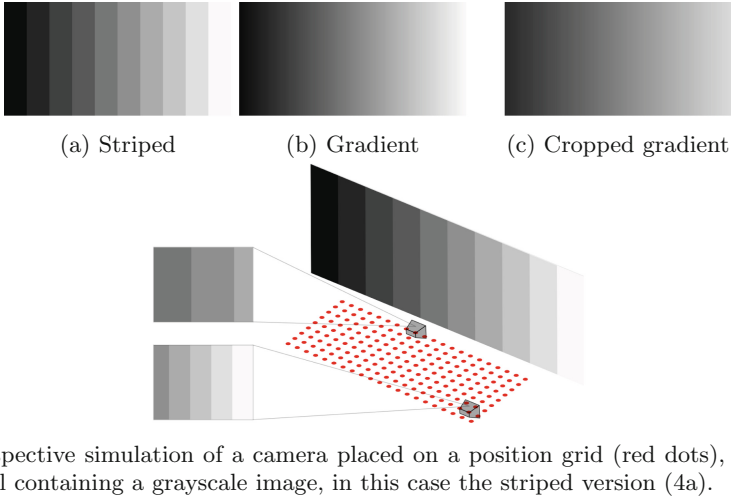 (a) Striped (b) Gradient (c) Cropped gradient
spective simulation of a camera placed on a position grid (red dots),
l containing a grayscale image, in this case the striped version (4a).